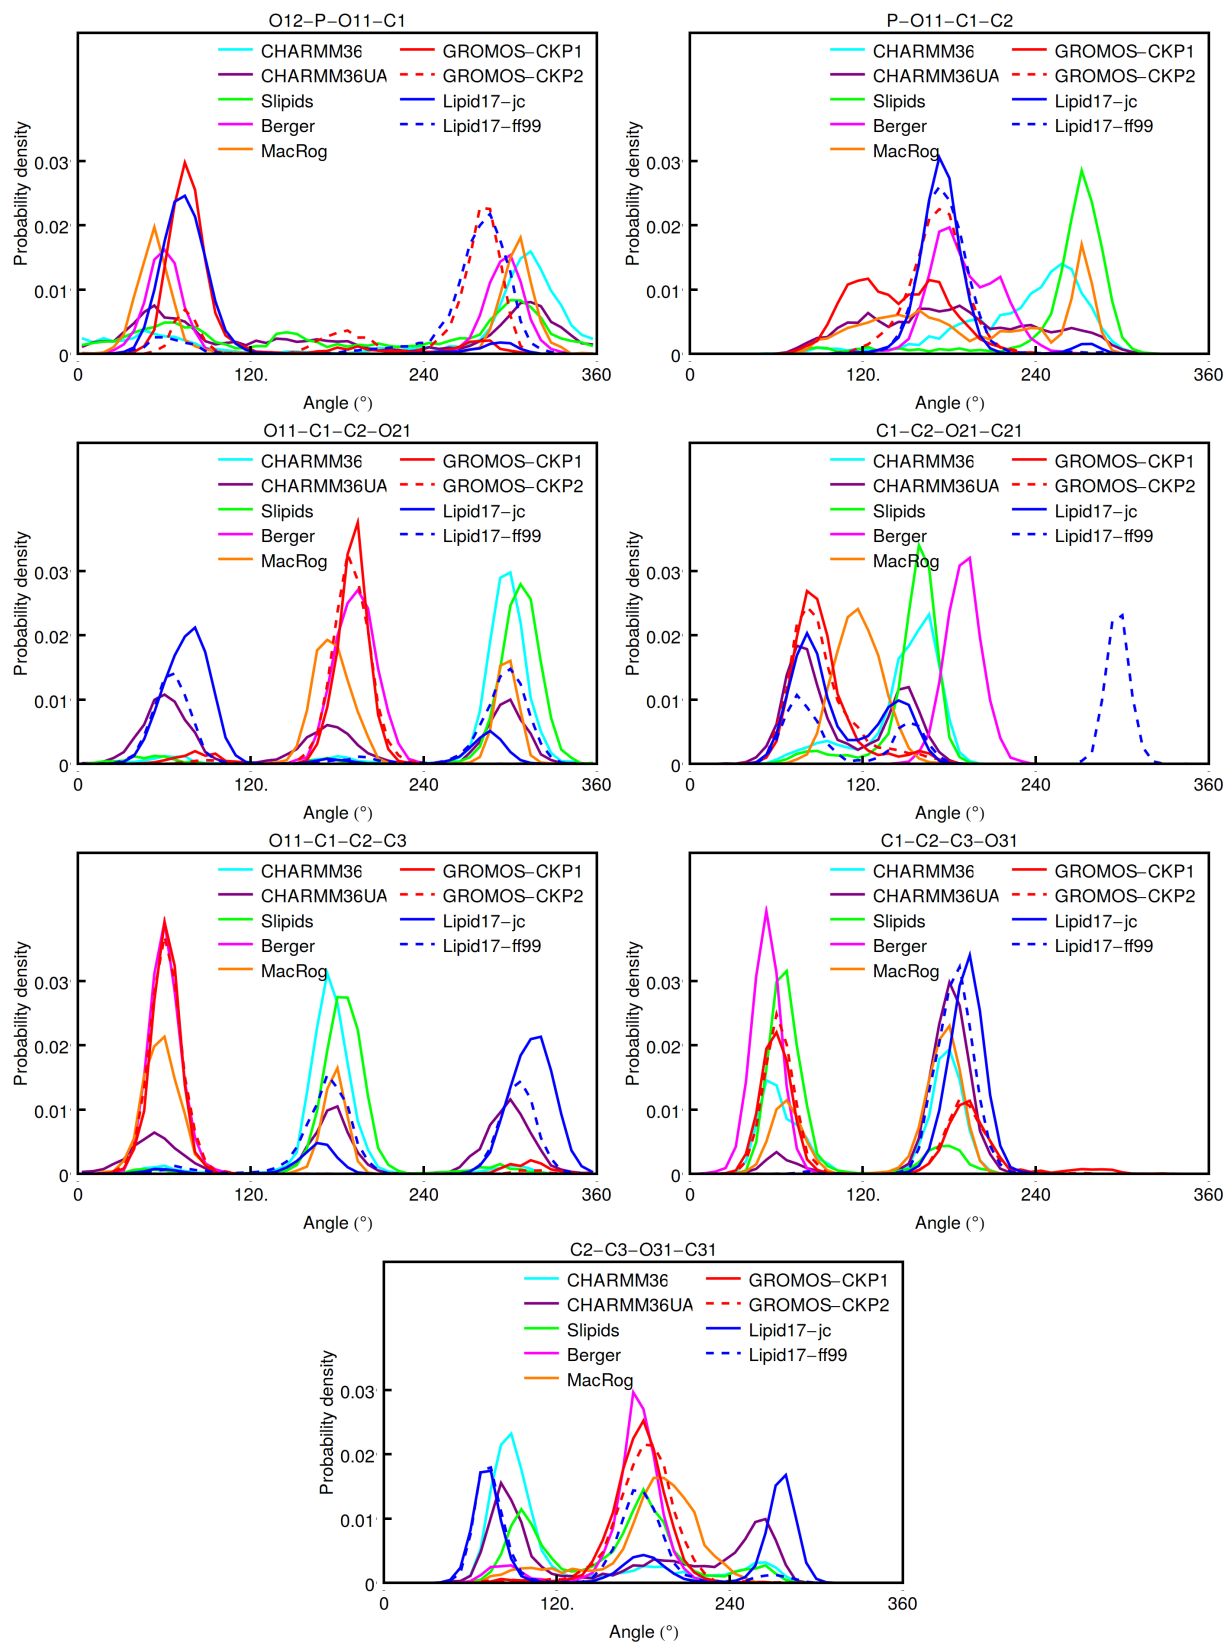 O12−P−O11−C1
CHARMM36
CHARMM36UA
Slipids
Berger
MacRog
GROMOS−CKP1
GROMOS−CKP2
Lipid17−jc
Lipid17−ff99
Probability density
0.03
0.02
0.01
0
0 120. 240 360
Angle (°)
P−O11−C1−C2
CHARMM36
CHARMM36UA
Slipids
Berger
MacRog
GROMOS−CKP1
GROMOS−CKP2
Lipid17−jc
Lipid17−ff99
Probability density
0.03
0.02
0.01
0
0 120. 240 360
Angle (°)
O11−C1−C2−O21
CHARMM36
CHARMM36UA
Slipids
Berger
MacRog
GROMOS−CKP1
GROMOS−CKP2
Lipid17−jc
Lipid17−ff99
Probability density
0.03
0.02
0.01
0
0 120. 240 360
Angle (°)
C1−C2−O21−C21
CHARMM36
CHARMM36UA
Slipids
Berger
MacRog
GROMOS−CKP1
GROMOS−CKP2
Lipid17−jc
Lipid17−ff99
Probability density
0.03
0.02
0.01
0
0 120. 240 360
Angle (°)
O11−C1−C2−C3
CHARMM36
CHARMM36UA
Slipids
Berger
MacRog
GROMOS−CKP1
GROMOS−CKP2
Lipid17−jc
Lipid17−ff99
Probability density
0.03
0.02
0.01
0
0 120. 240 360
Angle (°)
C1−C2−C3−O31
CHARMM36
CHARMM36UA
Slipids
Berger
MacRog
GROMOS−CKP1
GROMOS−CKP2
Lipid17−jc
Lipid17−ff99
Probability density
0.03
0.02
0.01
0
0 120. 240 360
Angle (°)
C2−C3−O31−C31
CHARMM36
CHARMM36UA
Slipids
Berger
MacRog
GROMOS−CKP1
GROMOS−CKP2
Lipid17−jc
Lipid17−ff99
Probability density
0.03
0.02
0.01
0
0 120. 240 360
Angle (°)